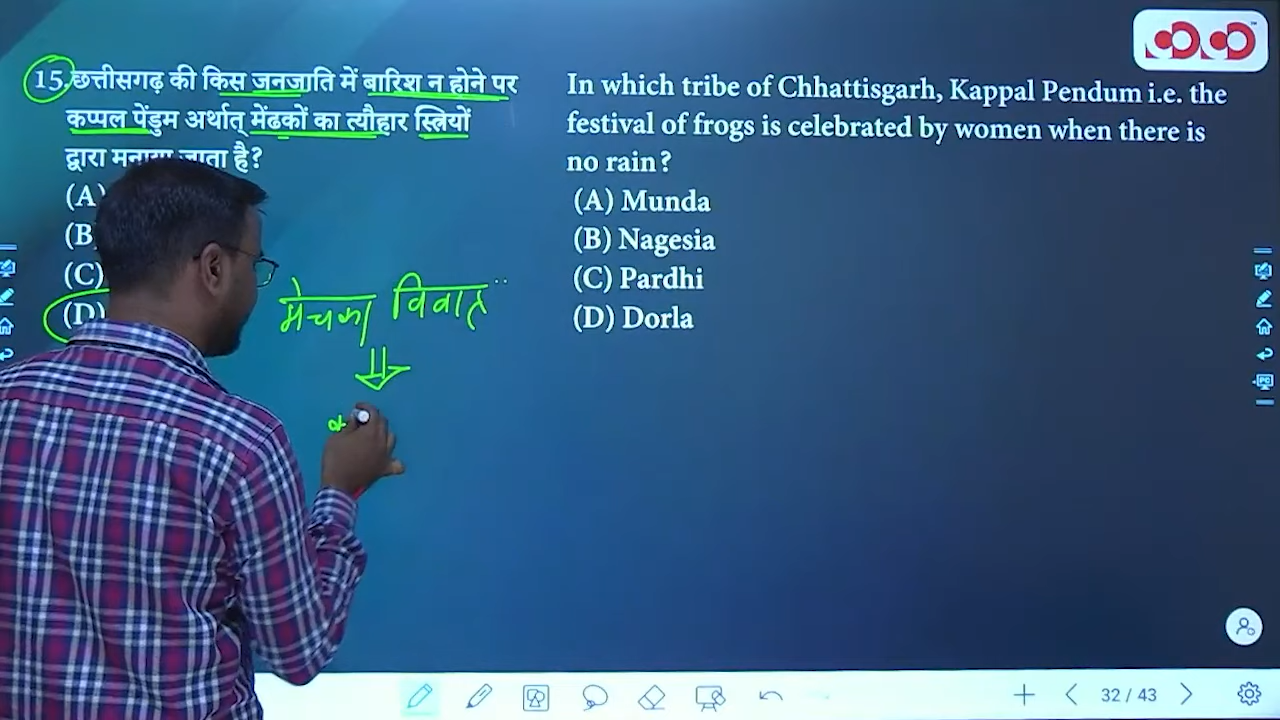 15.छत्तीसगढ़ की किस जनजाति में बारिश न होने पर
कप्पल पेंडुम अर्थात् मेंढकों का त्यौहार स्त्रियों
द्वारा मनाया जाता है?
(A)
(B)
(C)
(D)
मेचका विवाह
In which tribe of Chhattisgarh, Kappal Pendum i.e. the
festival of frogs is celebrated by women when there is
no rain?
(A) Munda
(B) Nagesia
(C) Pardhi
(D) Dorla
32 / 43